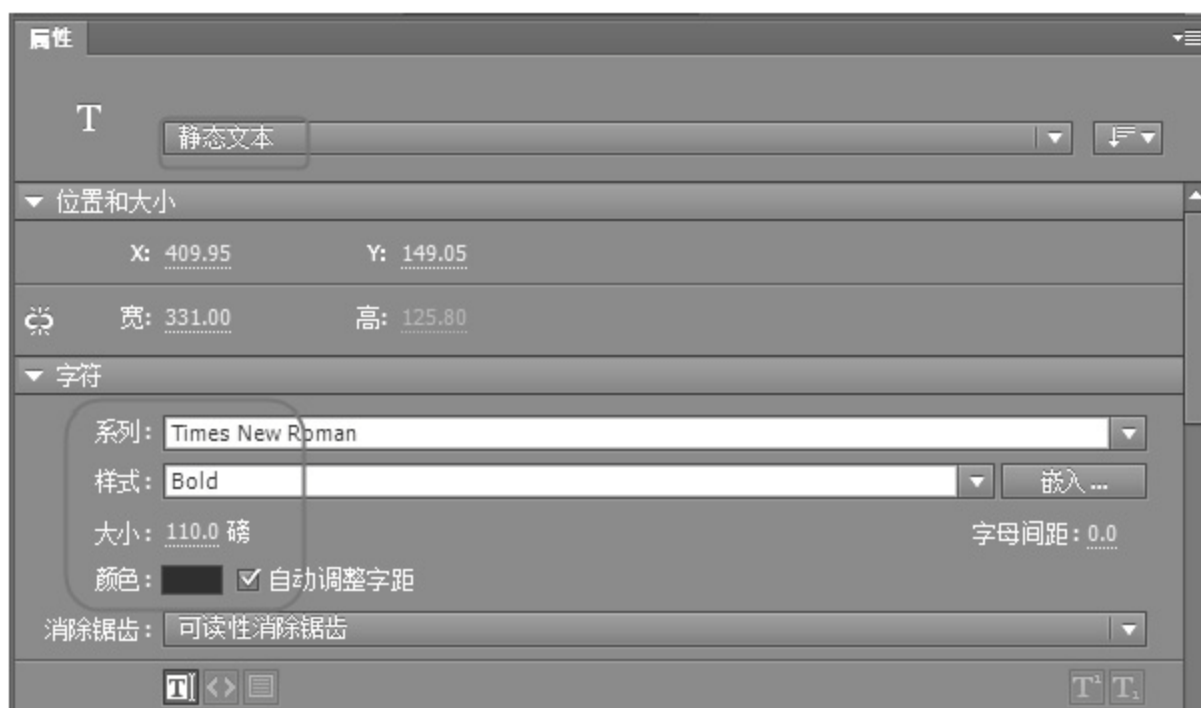 属性
T
静态文本
位置和大小
X: 409.95 Y: 149.05
宽: 331.00 高: 125.80
字符
系列: Times New Roman
样式: Bold 嵌入...
大小: 110.0 磅 字母间距: 0.0
颜色: 自动调整字距
消除锯齿: 可读性消除锯齿
T <> T¹ T₁